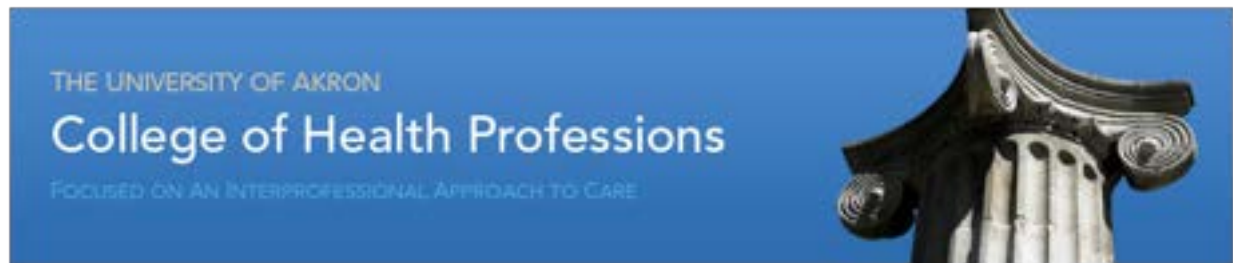 THE UNIVERSITY OF AKRON
College of Health Professions
FOCUSED ON AN INTERPROFESSIONAL APPROACH TO CARE